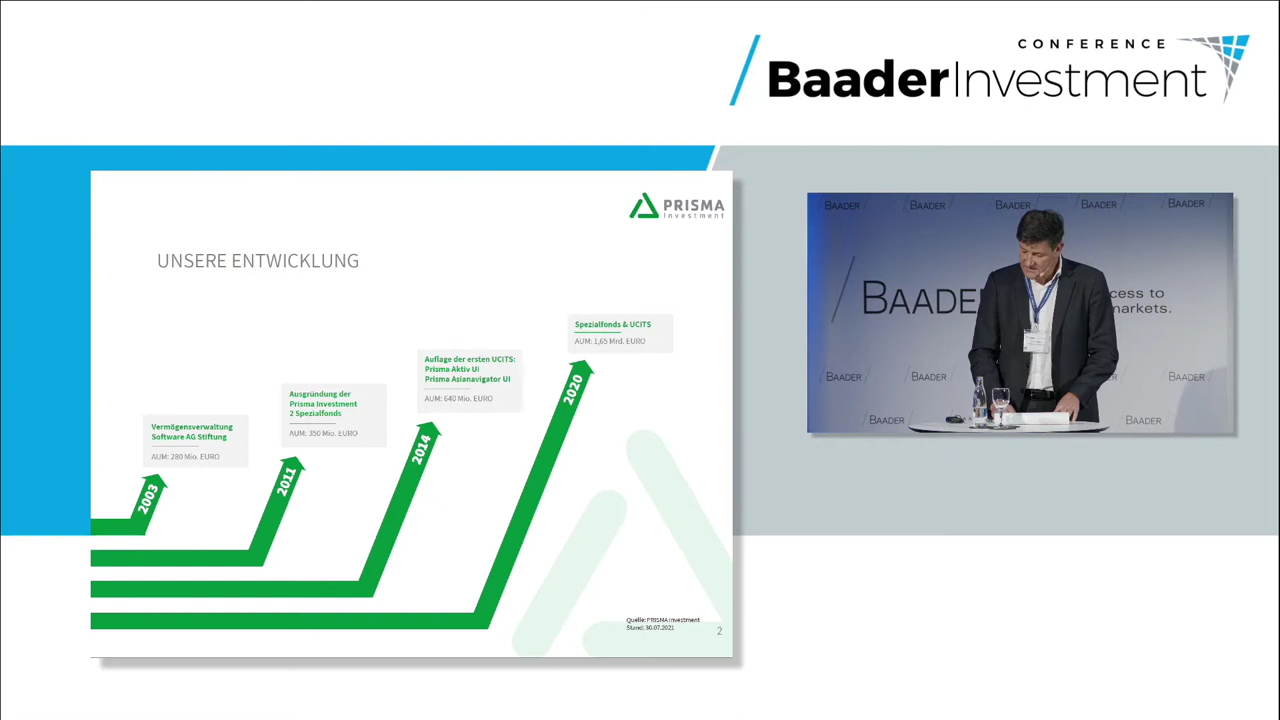 CONFERENCE
BaaderInvestment
PRISMA
Investment
UNSERE ENTWICKLUNG
Spezialfonds & UCITS
AUM: 1,65 Mrd. EURO
Auflage der ersten UCITS:
Prisma Aktiv UI
Prisma Asianavigator UI
AUM: 640 Mio. EURO
Ausgründung der
Prisma Investment
2 Spezialfonds
AUM: 350 Mio. EURO
Vermögensverwaltung
Software AG Stiftung
AUM: 280 Mio. EURO
2003
2011
2014
2020
Quelle: PRISMA Investment
Stand: 30.07.2021
2
BAADER BAADER BAADER BAADER BAADER
BAADE cess to
markets.
BAADER BAADER BAADER BAADER
BAADER BAADER